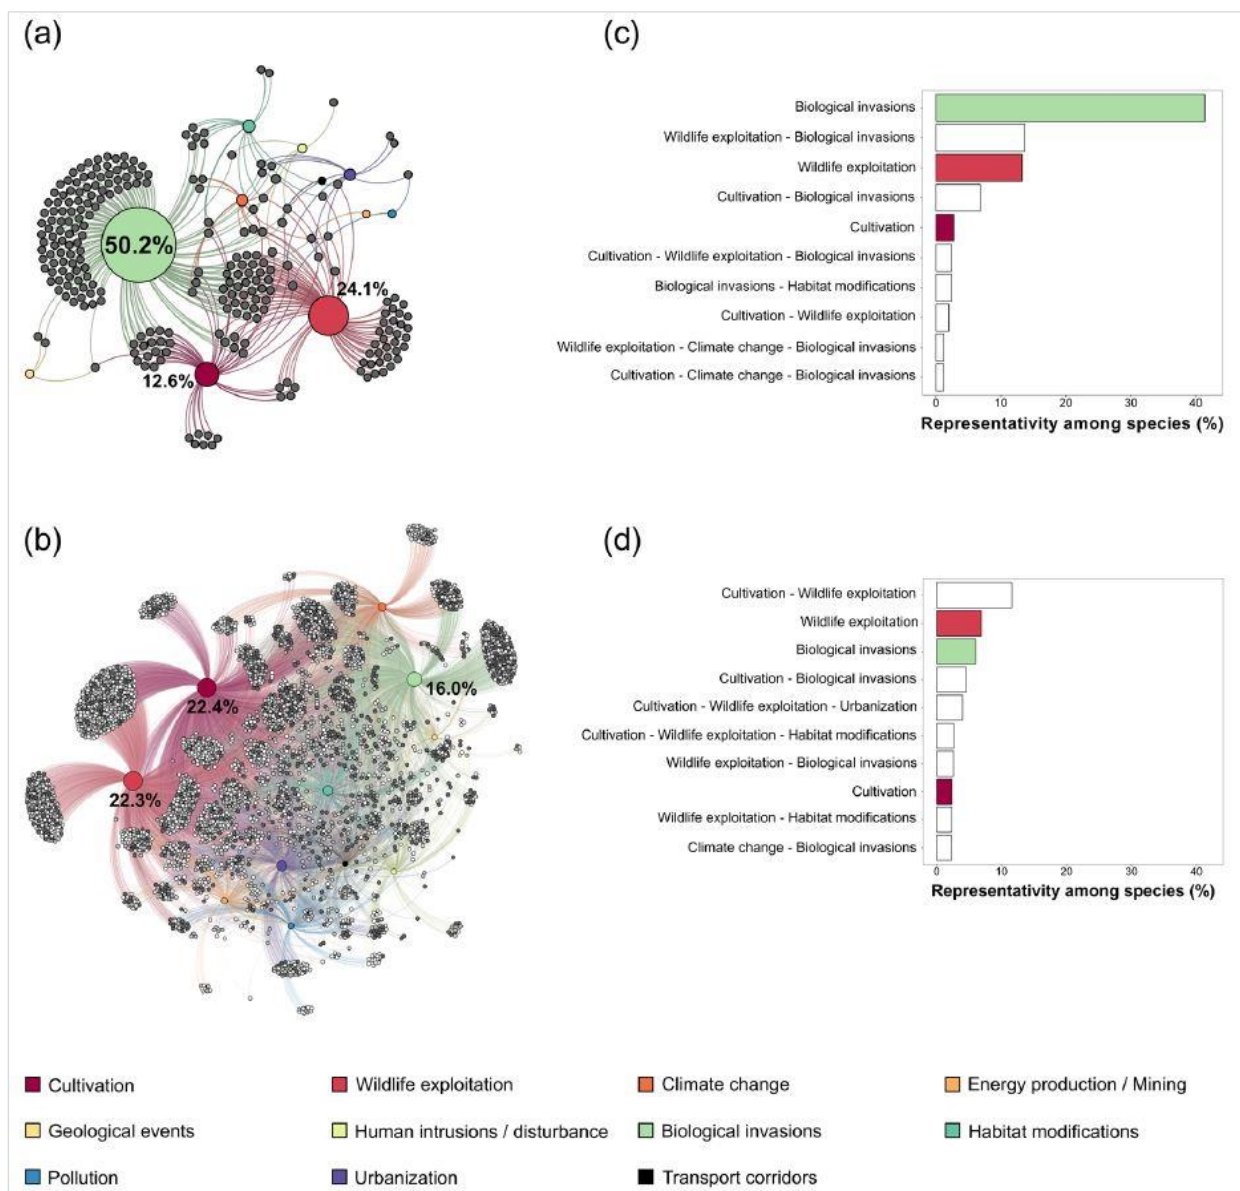 (a)
50.2%
24.1%
12.6%
(c)
Biological invasions
Wildlife exploitation - Biological invasions
Wildlife exploitation
Cultivation - Biological invasions
Cultivation
Cultivation - Wildlife exploitation - Biological invasions
Biological invasions - Habitat modifications
Cultivation - Wildlife exploitation
Wildlife exploitation - Climate change - Biological invasions
Cultivation - Climate change - Biological invasions
0 10 20 30 40
Representativity among species (%)
(b)
16.0%
22.4%
22.3%
(d)
Cultivation - Wildlife exploitation
Wildlife exploitation
Biological invasions
Cultivation - Biological invasions
Cultivation - Wildlife exploitation - Urbanization
Cultivation - Wildlife exploitation - Habitat modifications
Wildlife exploitation - Biological invasions
Cultivation
Wildlife exploitation - Habitat modifications
Climate change - Biological invasions
0 10 20 30 40
Representativity among species (%)
Cultivation Wildlife exploitation Climate change Energy production / Mining
Geological events Human intrusions / disturbance Biological invasions Habitat modifications
Pollution Urbanization Transport corridors